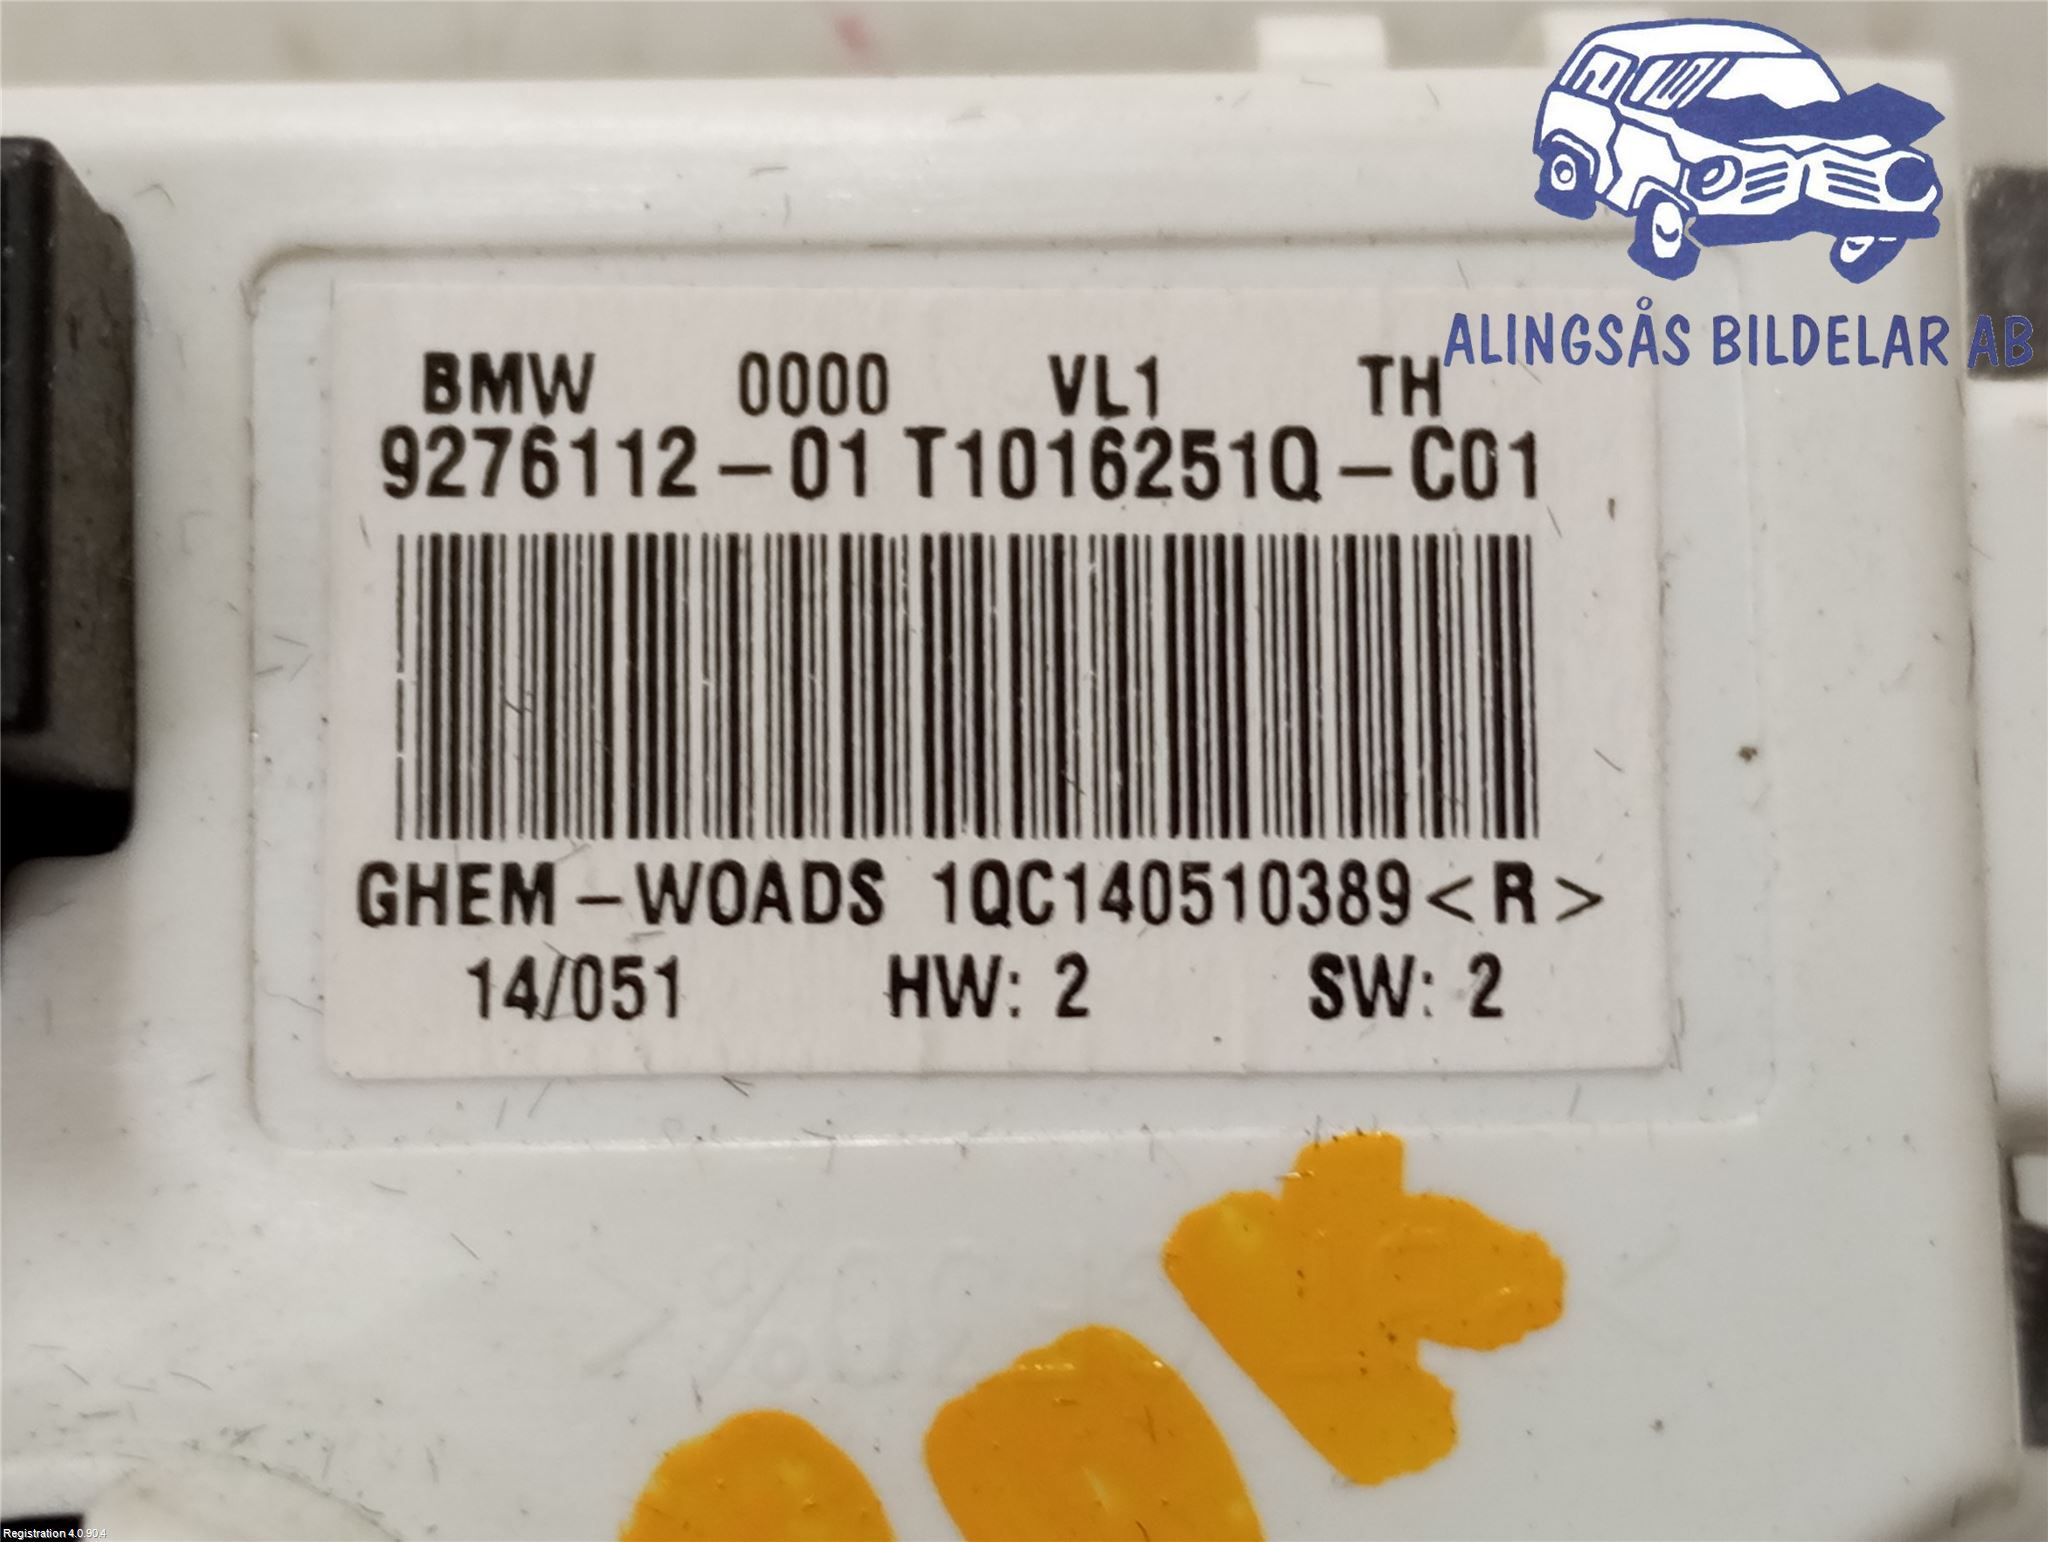 ALINGSÅS BILDELAR AB
BMW 0000 VL1 TH
9276112-01 T1016251Q-C01
GHEM-WOADS 1QC140510389<R>
14/051 HW: 2 SW: 2
Registration 4.0.90.4